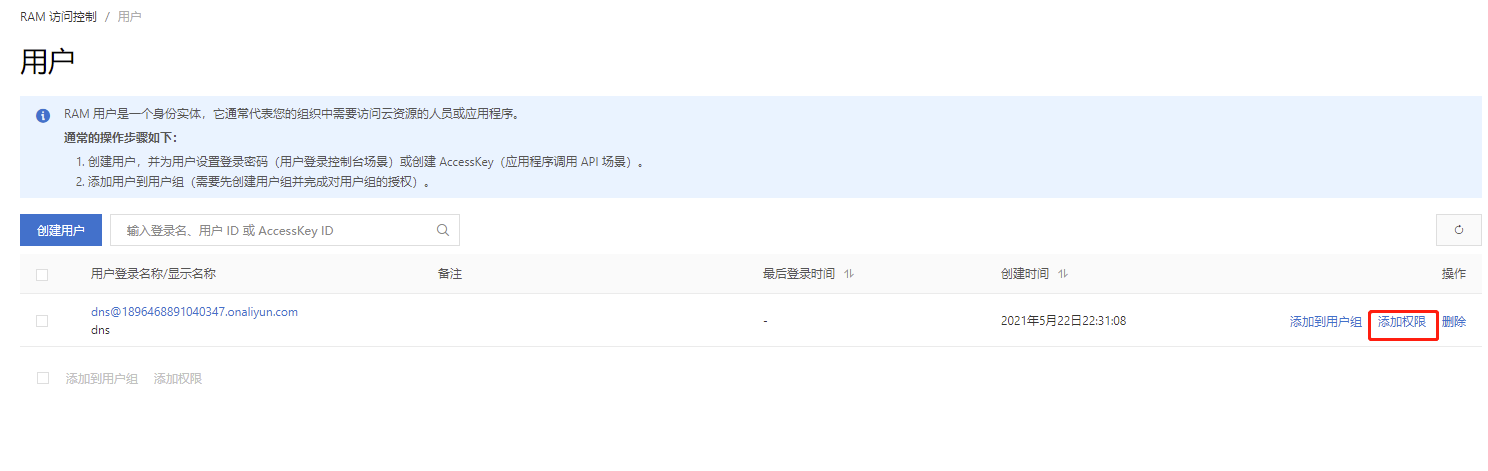 RAM 访问控制 / 用户
用户
RAM 用户是一个身份实体，它通常代表您的组织中需要访问云资源的人员或应用程序。
通常的操作步骤如下：
1. 创建用户，并为用户设置登录密码（用户登录控制台场景）或创建 AccessKey（应用程序调用 API 场景）。
2. 添加用户到用户组（需要先创建用户组并完成对用户组的授权）。
创建用户 输入登录名、用户 ID 或 AccessKey ID
用户登录名称/显示名称 备注 最后登录时间 创建时间 操作
dns@1896468891040347.onaliyun.com
dns - 2021年5月22日22:31:08 添加到用户组 添加权限 删除
添加到用户组 添加权限